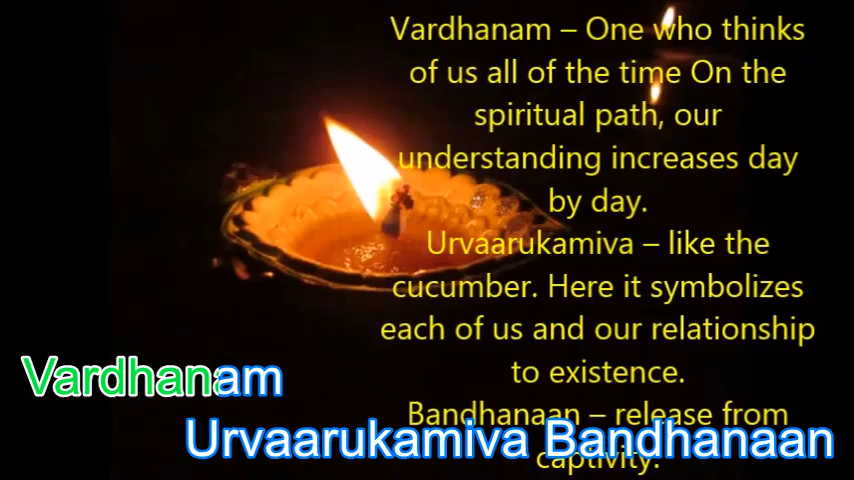 Vardhanam – One who thinks
of us all of the time On the
spiritual path, our
understanding increases day
by day.
Urvaarukamiva – like the
cucumber. Here it symbolizes
each of us and our relationship
to existence.
Bandhanaan – release from
captivity.
Vardhanam
Urvaarukamiva Bandhanaan